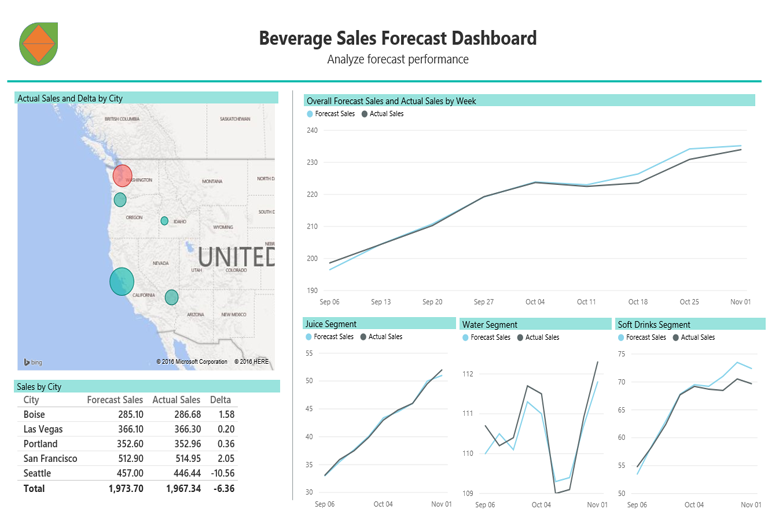 Beverage Sales Forecast Dashboard
Analyze forecast performance
Actual Sales and Delta by City
BRITISH COLUMBIA
SASKATCHEWAN
WASHINGTON
MONTANA
NORTH D
OREGON
IDAHO
SOUTH D
WYOMING
NEBR
UNITED
NEVADA
UTAH
COLORADO
CALIFORNIA
ARIZONA
NEW MEXICO
bing
© 2016 Microsoft Corporation © 2016 HERE
Sales by City
City Forecast Sales Actual Sales Delta
Boise 285.10 286.68 1.58
Las Vegas 366.10 366.30 0.20
Portland 352.60 352.96 0.36
San Francisco 512.90 514.95 2.05
Seattle 457.00 446.44 -10.56
Total 1,973.70 1,967.34 -6.36
Overall Forecast Sales and Actual Sales by Week
Forecast Sales Actual Sales
240
230
220
210
200
190
Sep 06 Sep 13 Sep 20 Sep 27 Oct 04 Oct 11 Oct 18 Oct 25 Nov 01
Juice Segment
Forecast Sales Actual Sales
55
50
45
40
35
30
Sep 06 Oct 04 Nov 01
Water Segment
Forecast Sales Actual Sales
112
111
110
109
Sep 06 Oct 04 Nov 01
Soft Drinks Segment
Forecast Sales Actual Sales
75
70
65
60
55
50
Sep 06 Oct 04 Nov 01